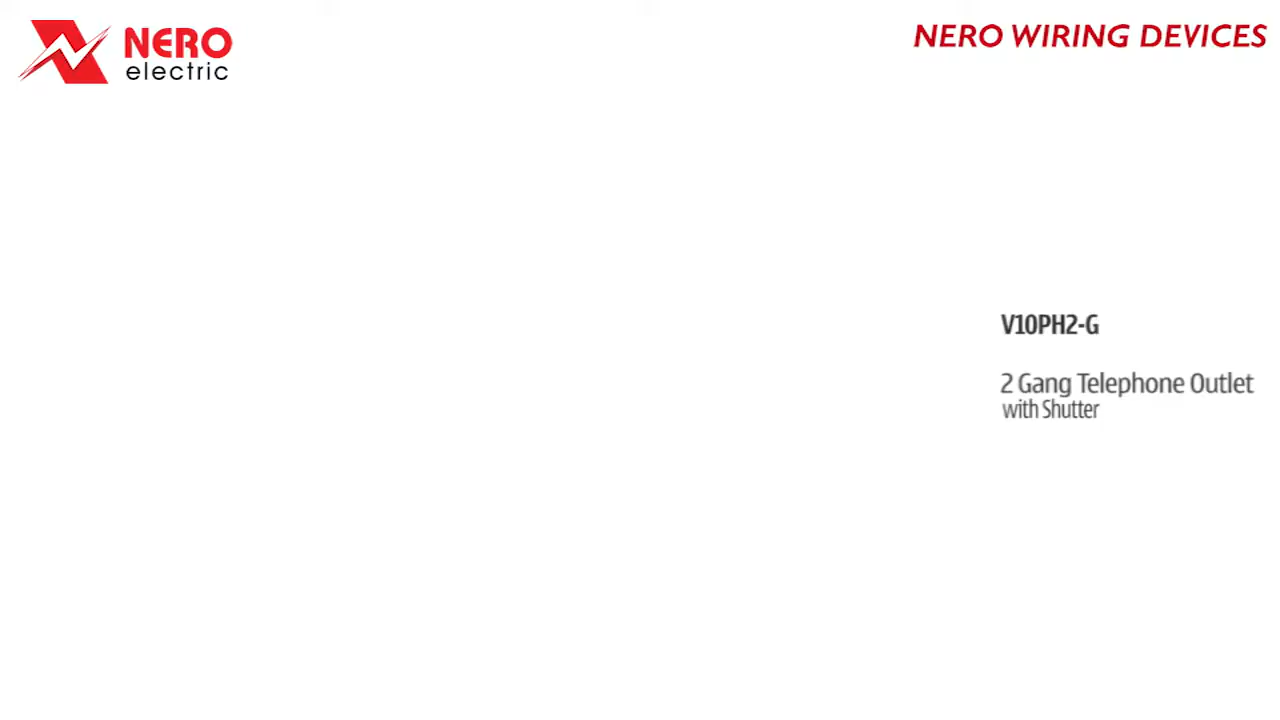 NERO
electric
NERO WIRING DEVICES
V10PH2-G
2 Gang Telephone Outlet
with Shutter